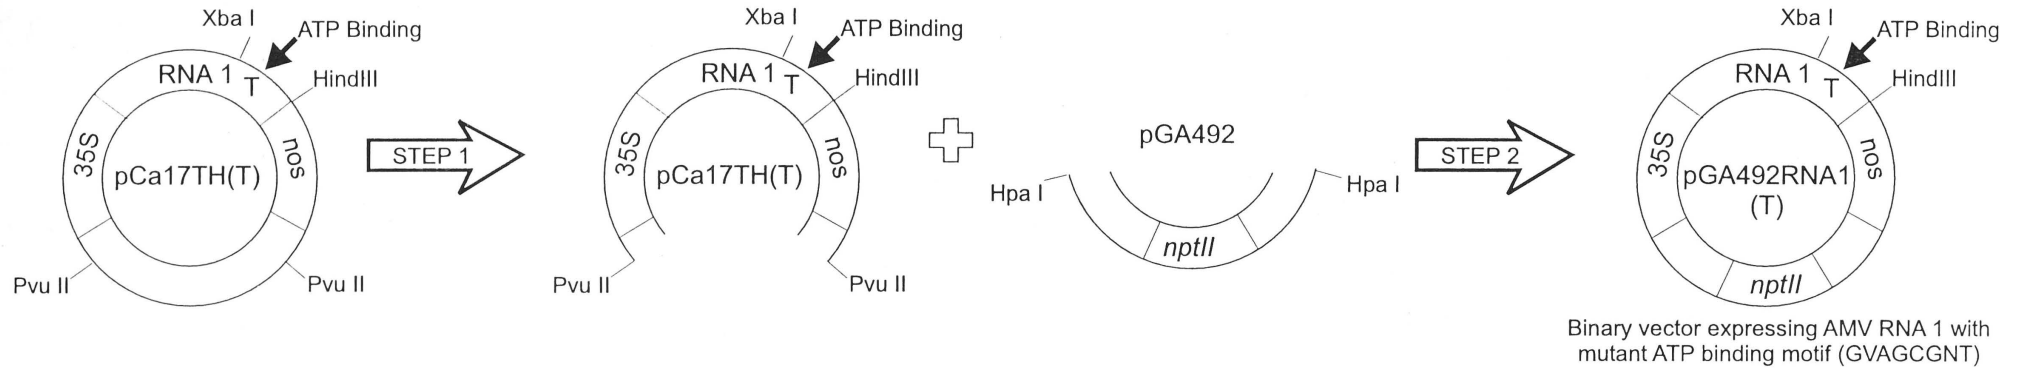 Xba I
ATP Binding
RNA 1
T
HindIII
35S
nos
pCa17TH(T)
Pvu II
Pvu II
STEP 1
Xba I
ATP Binding
RNA 1
T
HindIII
35S
nos
pCa17TH(T)
Pvu II
Pvu II
pGA492
Hpa I
Hpa I
nptII
STEP 2
Xba I
ATP Binding
RNA 1
T
HindIII
35S
nos
pGA492RNA1
(T)
nptII
Binary vector expressing AMV RNA 1 with
mutant ATP binding motif (GVAGCGNT)